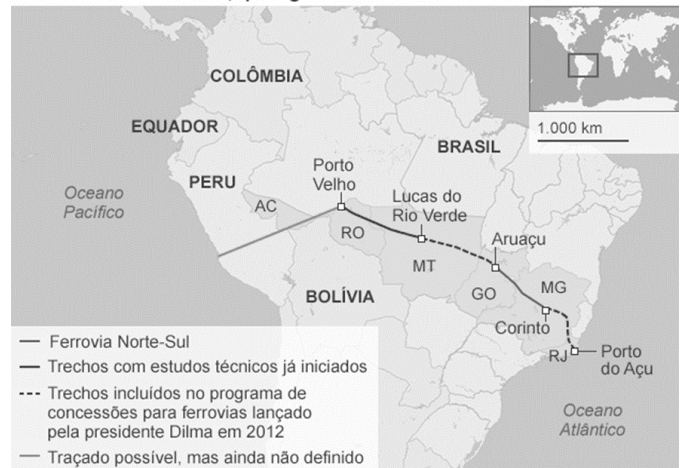 COLÔMBIA
EQUADOR
PERU
BRASIL
1.000 km
Oceano
Pacífico
Porto
Velho
Lucas do
Rio Verde
Aruaçu
AC
RO
MT
GO
MG
BOLÍVIA
Corinto
RJ
Porto
do Açu
Oceano
Atlântico
Ferrovia Norte-Sul
Trechos com estudos técnicos já iniciados
Trechos incluídos no programa de
concessões para ferrovias lançado
pela presidente Dilma em 2012
Traçado possível, mas ainda não definido